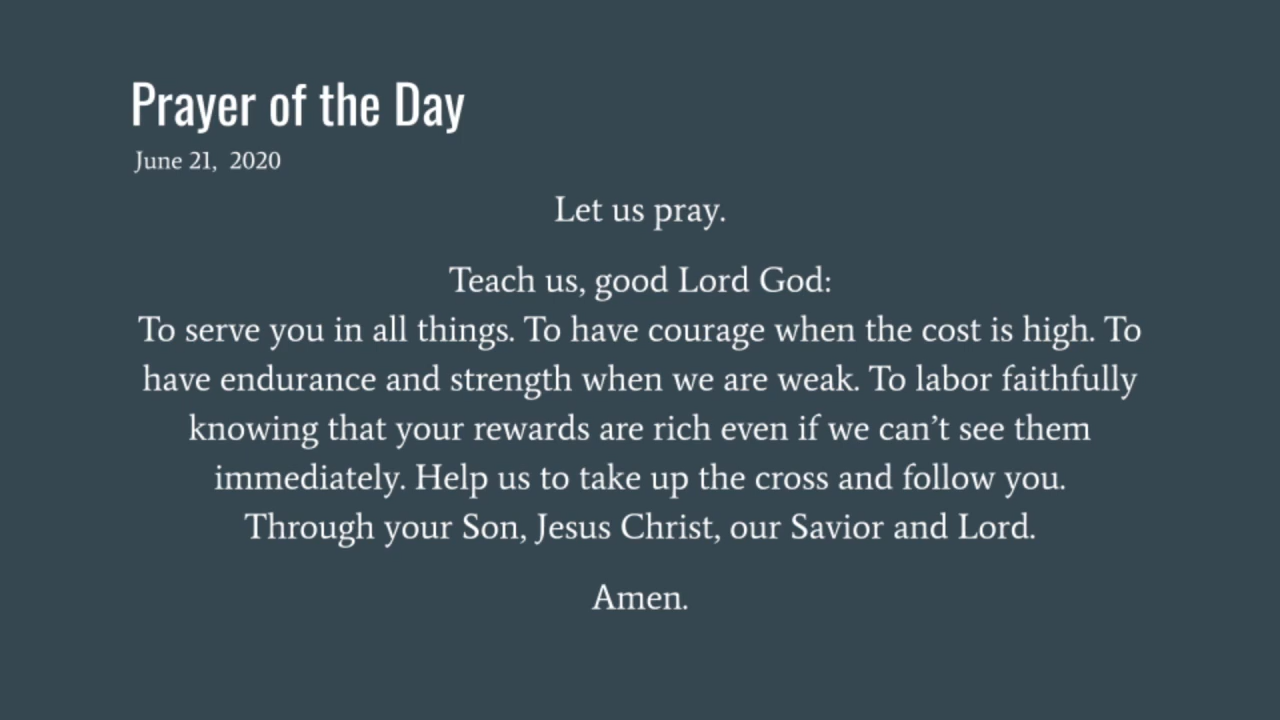 Prayer of the Day
June 21,  2020
Let us pray.
Teach us, good Lord God:
To serve you in all things. To have courage when the cost is high. To
have endurance and strength when we are weak. To labor faithfully
knowing that your rewards are rich even if we can’t see them
immediately. Help us to take up the cross and follow you.
Through your Son, Jesus Christ, our Savior and Lord.
Amen.